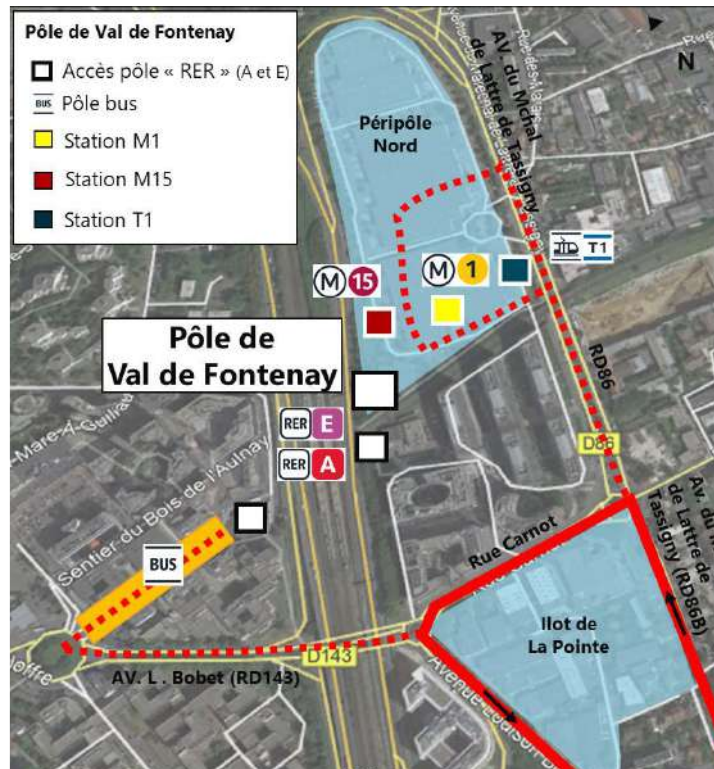 Pôle de Val de Fontenay
Accès pôle « RER » (A et E)
BUS
Pôle bus
Station M1
Station M15
Station T1
Péripôle
Nord
AV. du Mchal
de Lattre de
Tassigny
N
T1
M 15
M 1
Pôle de
Val de Fontenay
RER E
RER A
RD86
D86
Sentier du Bois de l'Aulnay
BUS
Rue Carnot
de Lattre de
Tassigny (RD86B)
Ilot de
La Pointe
D143
AV. L . Bobet (RD143)